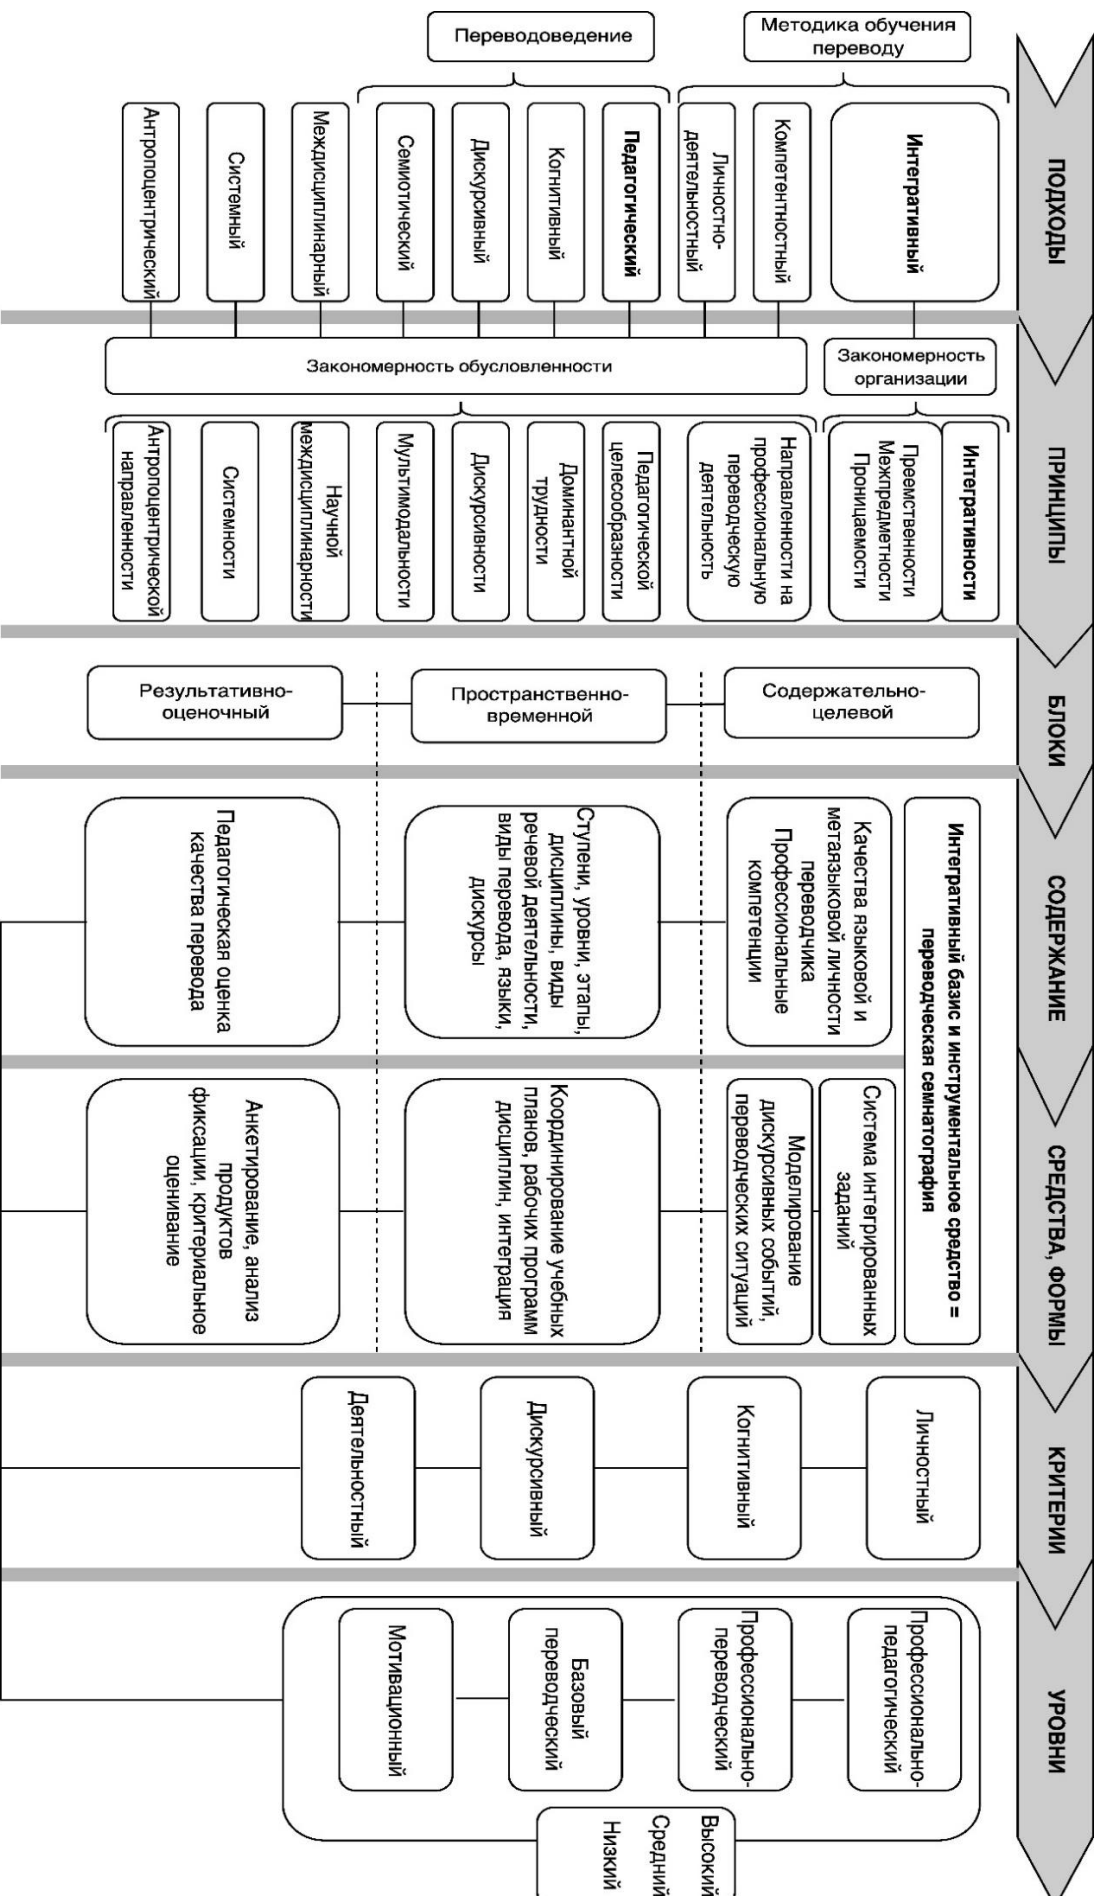 Переводоведение
Методика обучения
переводу
ПОДХОДЫ
Антропоцентрический
Системный
Междисциплинарный
Семиотический
Дискурсивный
Когнитивный
Педагогический
Личностно-
деятельностный
Компетентностный
Интегративный
Закономерность обусловленности
Закономерность
организации
ПРИНЦИПЫ
Антропоцентрической
направленности
Системности
Научной
междисциплинарности
Мультимодальности
Дискурсивности
Доминантной
трудности
Педагогической
целесообразности
Направленности на
профессиональную
переводческую
деятельность
Преемственности
Межпредметности
Проницаемости
Интегративности
БЛОКИ
Результативно-
оценочный
Пространственно-
временной
Содержательно-
целевой
СОДЕРЖАНИЕ
Педагогическая оценка
качества перевода
Ступени, уровни, этапы,
дисциплины, виды
речевой деятельности,
виды перевода, языки,
дискурсы
Качества языковой и
метаязыковой личности
переводчика
Профессиональные
компетенции
Интегративный базис и инструментальное средство =
переводческая семнатография
СРЕДСТВА, ФОРМЫ
Анкетирование, анализ
продуктов
фиксации, критериальное
оценивание
Координирование учебных
планов, рабочих программ
дисциплин, интеграция
Моделирование
дискурсивных событий,
переводческих ситуаций
Система интегрированных
заданий
КРИТЕРИИ
Деятельностный
Дискурсивный
Когнитивный
Личностный
УРОВНИ
Мотивационный
Базовый
переводческий
Профессионально-
переводческий
Профессионально-
педагогический
Высокий
Средний
Низкий